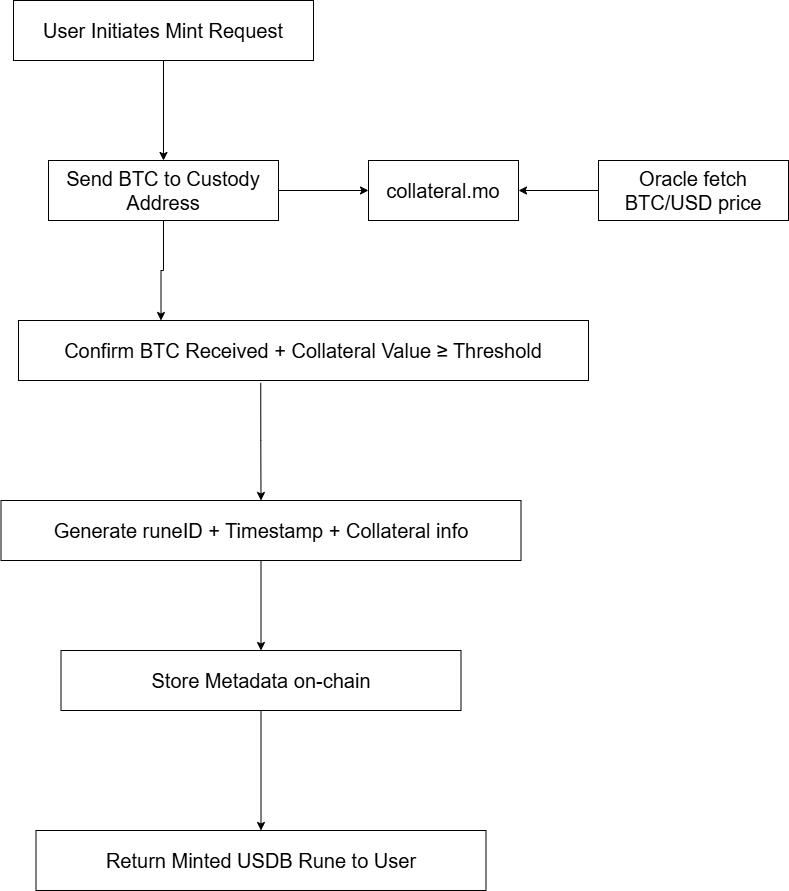 User Initiates Mint Request
Send BTC to Custody
Address
collateral.mo
Oracle fetch
BTC/USD price
Confirm BTC Received + Collateral Value ≥ Threshold
Generate runeID + Timestamp + Collateral info
Store Metadata on-chain
Return Minted USDB Rune to User